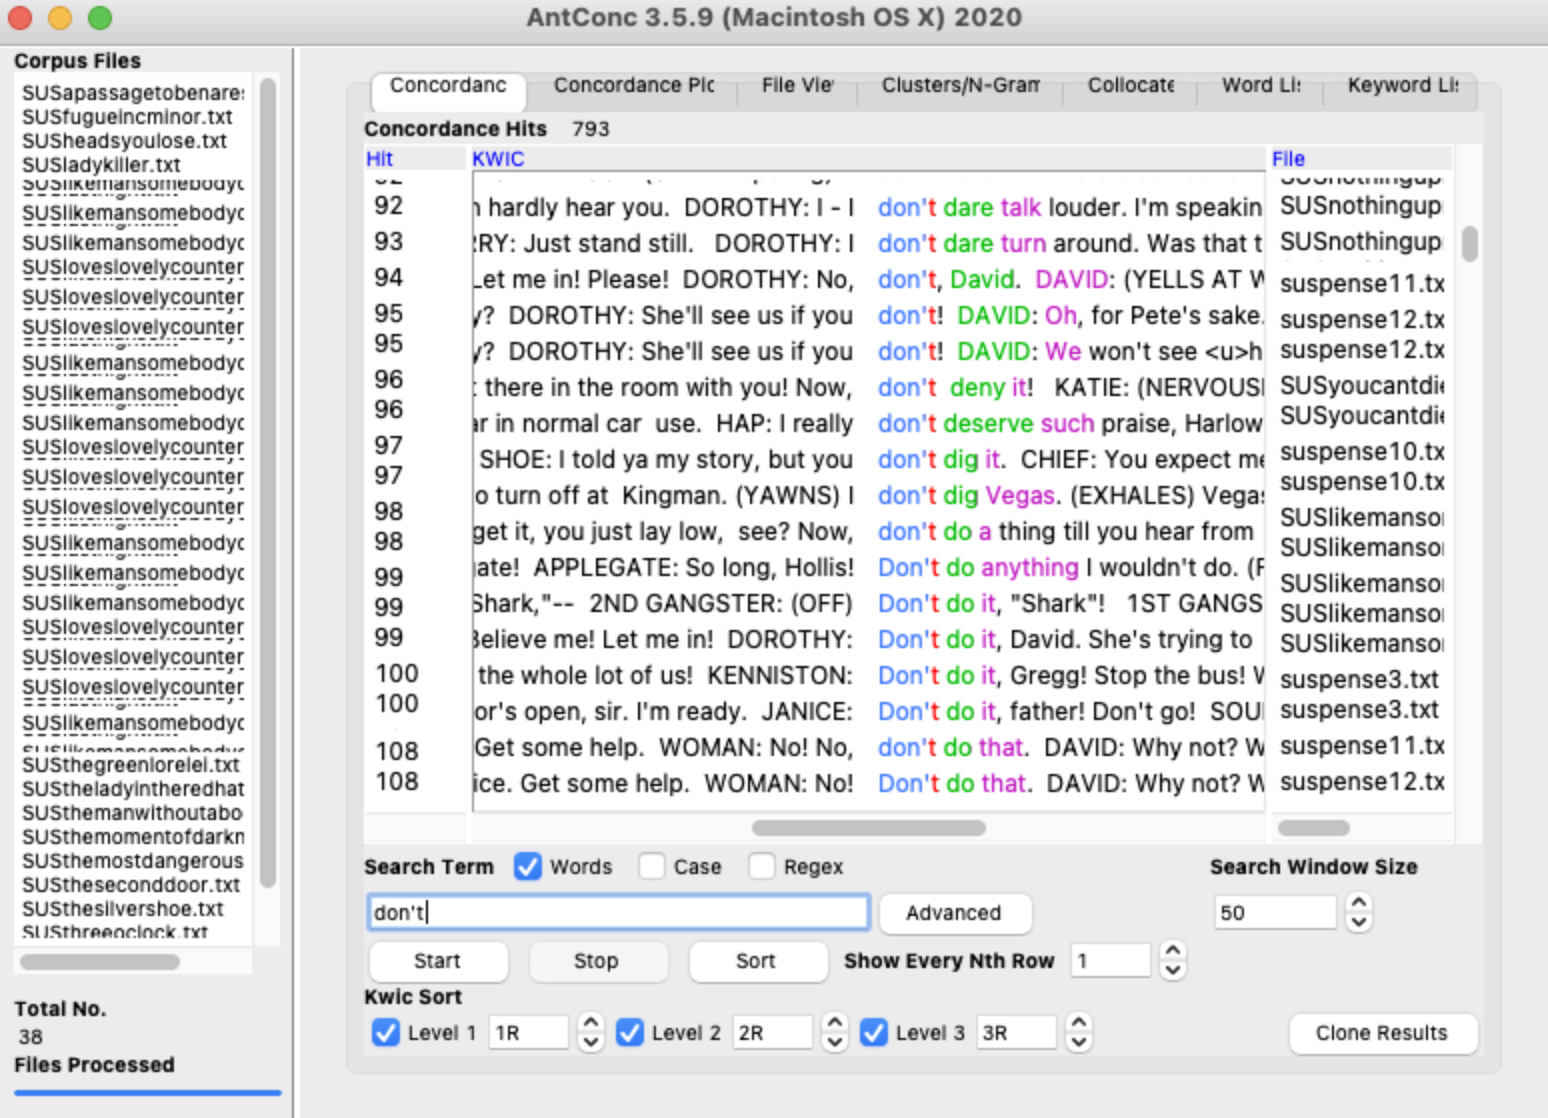 AntConc 3.5.9 (Macintosh OS X) 2020
Corpus Files
SUSapassagetobenare
SUSfugueincminor.txt
SUSheadsyoulose.txt
SUSladykiller.txt
SUSlikemansomebodyc
SUSlikemansomebodyc
SUSlikemansomebodyc
SUSloveslovelycounter
SUSloveslovelycounter
SUSloveslovelycounter
SUSlikemansomebodyc
SUSlikemansomebodyc
SUSlikemansomebodyc
SUSloveslovelycounter
SUSloveslovelycounter
SUSloveslovelycounter
SUSlikemansomebodyc
SUSlikemansomebodyc
SUSlikemansomebodyc
SUSloveslovelycounter
SUSloveslovelycounter
SUSloveslovelycounter
SUSlikemansomebodyc
SUSlikemansomebodyc
SUSthegreenlorelei.txt
SUStheladyintheredhat
SUSthemanwithoutabo
SUSthemomentofdarkn
SUSthemostdangerous
SUStheseconddoor.txt
SUSthesilvershoe.txt
SUSthreeoclock.txt
Total No.
38
Files Processed
Concordanc Concordance Plc File Vie Clusters/N-Gram Collocate Word Li Keyword Li
Concordance Hits 793
Hit KWIC File
92 hardly hear you. DOROTHY: I - I don't dare talk louder. I'm speakin SUSnothingup
93 RRY: Just stand still. DOROTHY: I don't dare turn around. Was that t SUSnothingup
94 Let me in! Please! DOROTHY: No, don't, David. DAVID: (YELLS AT W suspense11.tx
95 y? DOROTHY: She'll see us if you don't! DAVID: Oh, for Pete's sake. suspense12.tx
95 y? DOROTHY: She'll see us if you don't! DAVID: We won't see <u>h suspense12.tx
96 there in the room with you! Now, don't deny it! KATIE: (NERVOUS SUSyoucantdie
96 ar in normal car use. HAP: I really don't deserve such praise, Harlow SUSyoucantdie
97 SHOE: I told ya my story, but you don't dig it. CHIEF: You expect me suspense10.tx
97 o turn off at Kingman. (YAWNS) I don't dig Vegas. (EXHALES) Vegas suspense10.tx
98 get it, you just lay low, see? Now, don't do a thing till you hear from SUSlikemanso
98 gate! APPLEGATE: So long, Hollis! Don't do anything I wouldn't do. (F SUSlikemanso
99 Shark,"-- 2ND GANGSTER: (OFF) Don't do it, "Shark"! 1ST GANGS SUSlikemanso
99 Believe me! Let me in! DOROTHY: Don't do it, David. She's trying to SUSlikemanso
99 SUSlikemanso
100 the whole lot of us! KENNISTON: Don't do it, Gregg! Stop the bus! W suspense3.txt
100 or's open, sir. I'm ready. JANICE: Don't do it, father! Don't go! SOU suspense3.txt
108 Get some help. WOMAN: No! No, don't do that. DAVID: Why not? W suspense11.tx
108 ice. Get some help. WOMAN: No! Don't do that. DAVID: Why not? W suspense12.tx
Search Term Words Case Regex Search Window Size
don't Advanced 50
Start Stop Sort Show Every Nth Row 1
Kwic Sort
Level 1 1R Level 2 2R Level 3 3R Clone Results